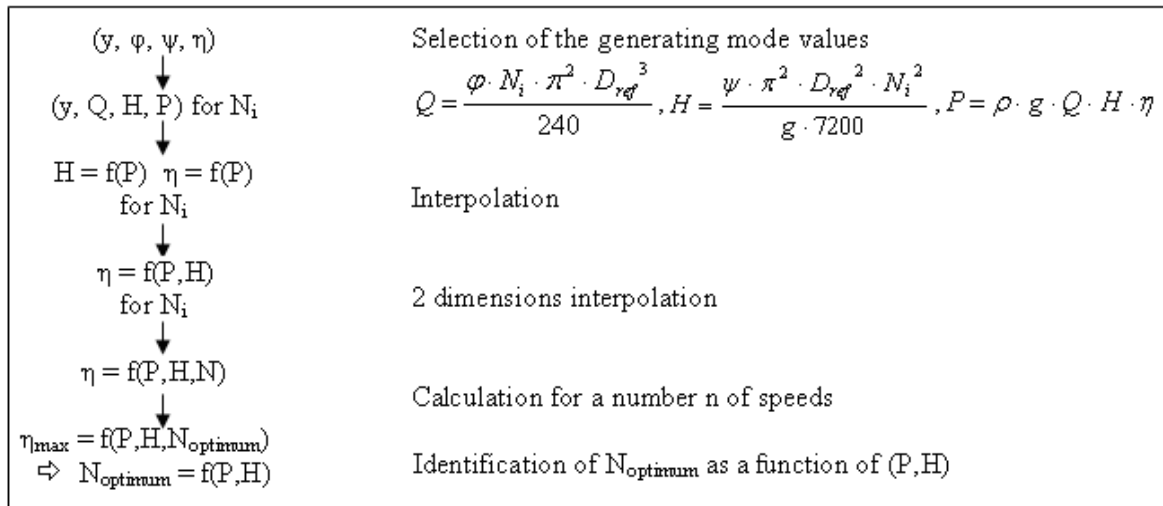 (y, φ, ψ, η) Selection of the generating mode values
(y, Q, H, P) for Nᵢ Q = φ · Nᵢ · π² · D_ref³ / 240 , H = ψ · π² · D_ref² · Nᵢ² / g · 7200 , P = ρ · g · Q · H · η
H = f(P) η = f(P)
for Nᵢ Interpolation
η = f(P,H)
for Nᵢ 2 dimensions interpolation
η = f(P,H,N)
Calculation for a number n of speeds
η_max = f(P,H,N_optimum)
⇨ N_optimum = f(P,H) Identification of N_optimum as a function of (P,H)